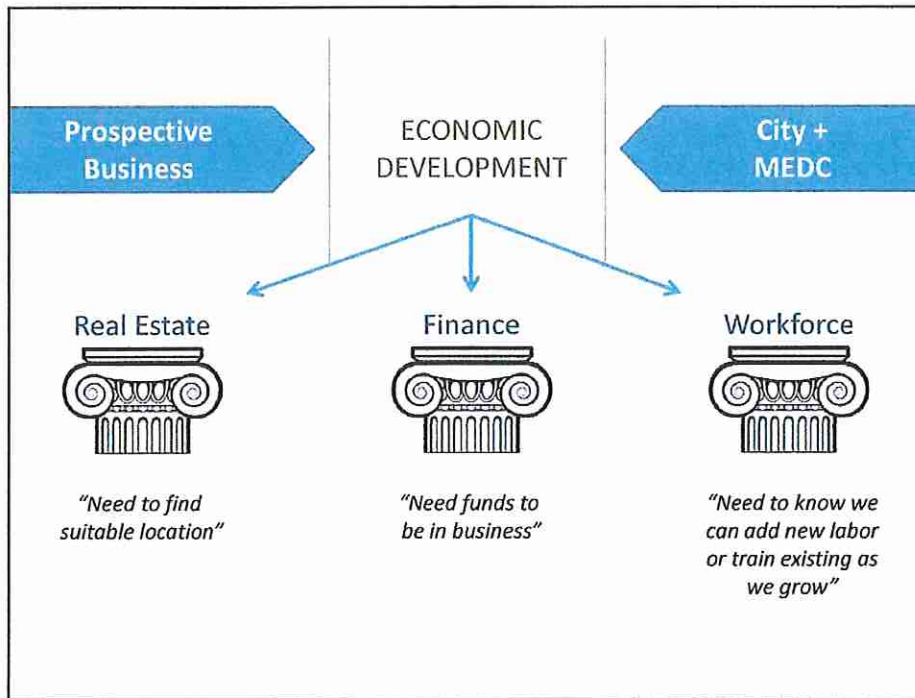 Prospective
Business
ECONOMIC
DEVELOPMENT
City +
MEDC
Real Estate
Finance
Workforce
"Need to find
suitable location"
"Need funds to
be in business"
"Need to know we
can add new labor
or train existing as
we grow"